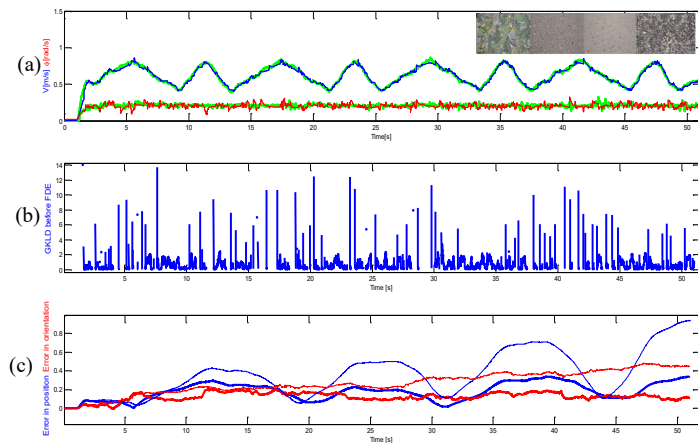 1.5
1
0.5
0
(a)
V[m/s] ω[rad/s]
0 5 10 15 20 25 30 35 40 45 50
Time[s]
14
12
10
8
6
4
2
0
(b)
GKLD before FDE
5 10 15 20 25 30 35 40 45 50
Time [s]
0.8
0.6
0.4
0.2
0
(c)
Error in position Error in orientation
0 5 10 15 20 25 30 35 40 45 50
Time [s]